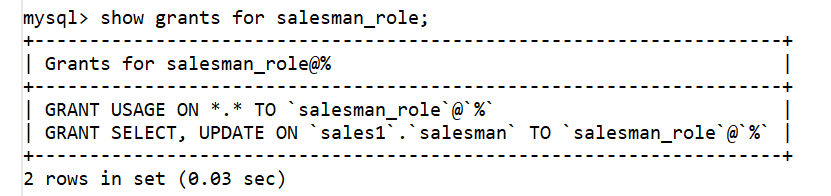 mysql> show grants for salesman_role;
+----------------------------------------------------------------------+
| Grants for salesman_role@%                                           |
+----------------------------------------------------------------------+
| GRANT USAGE ON *.* TO `salesman_role`@`%`                            |
| GRANT SELECT, UPDATE ON `sales1`.`salesman` TO `salesman_role`@`%` |
+----------------------------------------------------------------------+
2 rows in set (0.03 sec)